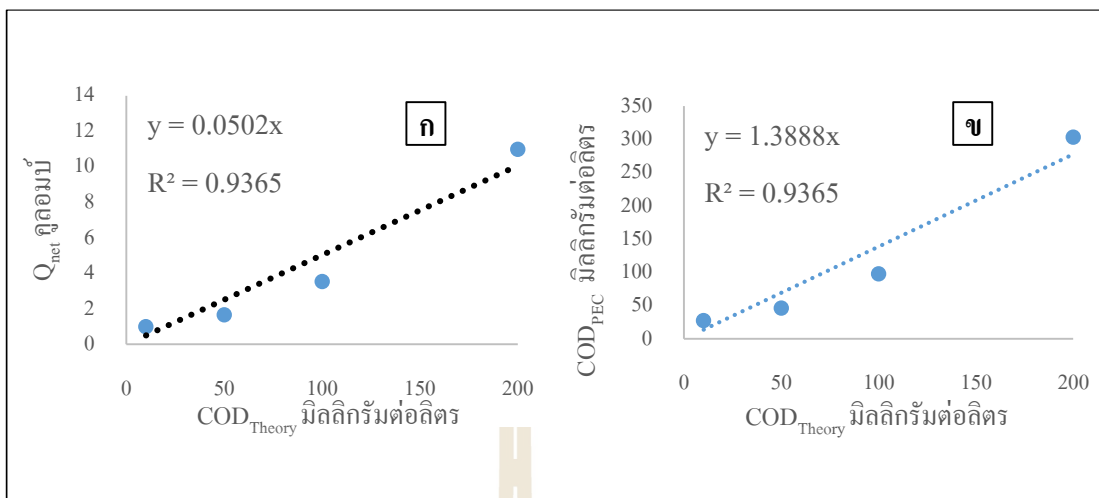 14
12
10
8
6
4
2
0
Q_net คูลอมบ์
y = 0.0502x
R² = 0.9365
ก
0 50 100 150 200
COD_Theory มิลลิกรัมต่อลิตร
350
300
250
200
150
100
50
0
COD_PEC มิลลิกรัมต่อลิตร
y = 1.3888x
R² = 0.9365
ข
0 50 100 150 200
COD_Theory มิลลิกรัมต่อลิตร